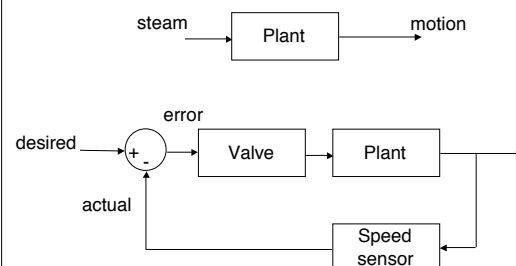 steam
Plant
motion
error
desired
+
-
Valve
Plant
actual
Speed
sensor